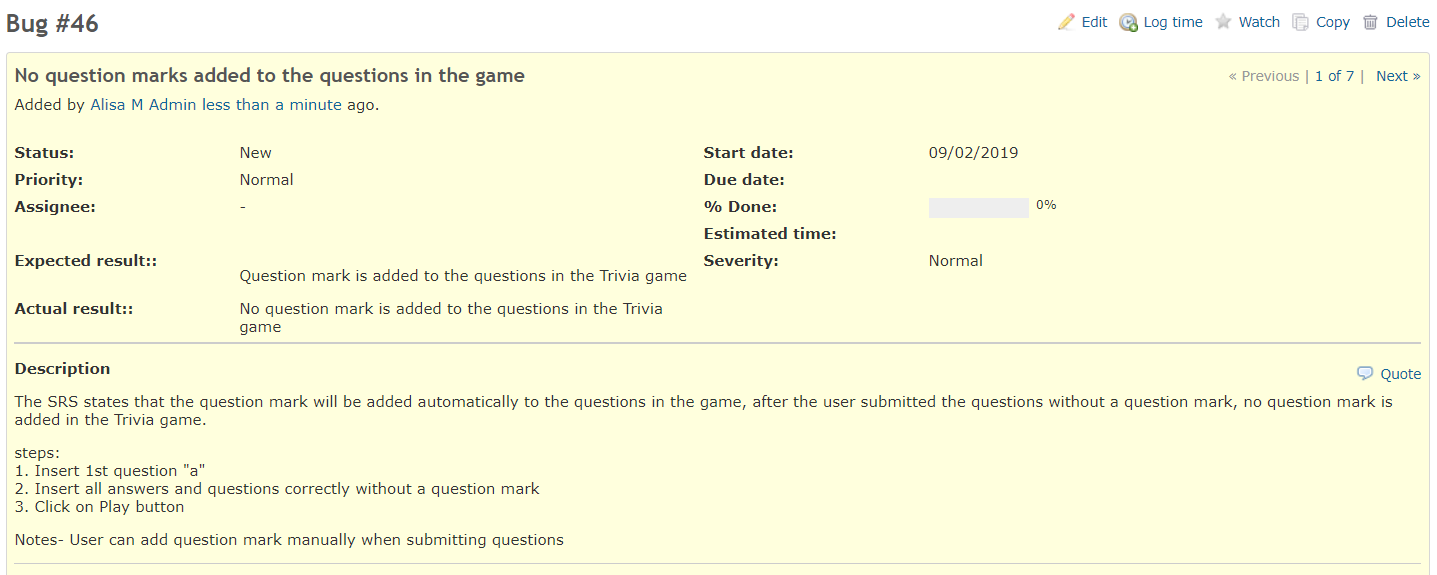 Bug #46
Edit Log time Watch Copy Delete
No question marks added to the questions in the game
« Previous | 1 of 7 | Next »
Added by Alisa M Admin less than a minute ago.
Status: New Start date: 09/02/2019
Priority: Normal Due date:
Assignee: - % Done: 0%
Estimated time:
Expected result:: Question mark is added to the questions in the Trivia game Severity: Normal
Actual result:: No question mark is added to the questions in the Trivia
game
Description
Quote
The SRS states that the question mark will be added automatically to the questions in the game, after the user submitted the questions without a question mark, no question mark is
added in the Trivia game.
steps:
1. Insert 1st question "a"
2. Insert all answers and questions correctly without a question mark
3. Click on Play button
Notes- User can add question mark manually when submitting questions